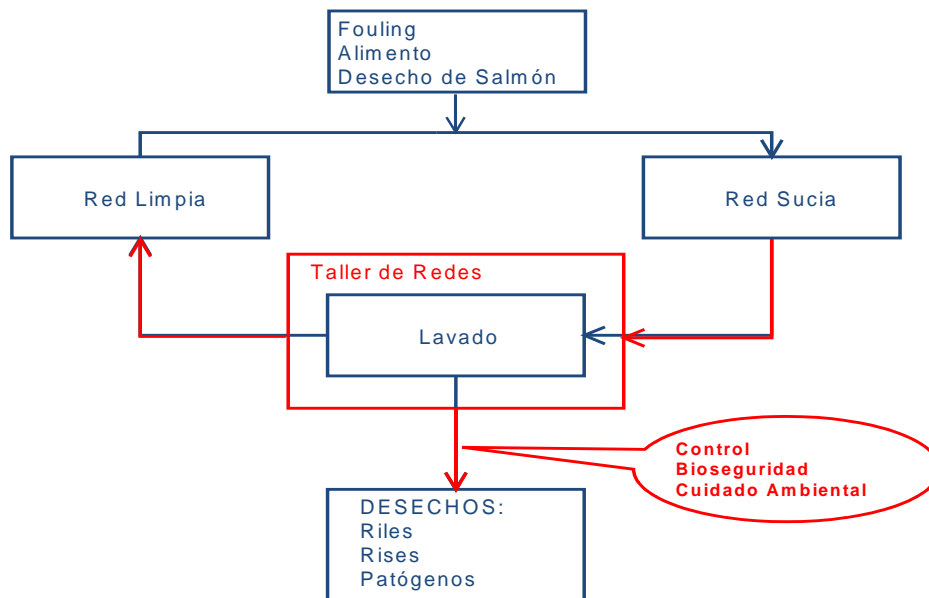 Fouling
Alimento
Desecho de Salmón
Red Limpia
Red Sucia
Taller de Redes
Lavado
Control
Bioseguridad
Cuidado Ambiental
DESECHOS:
Riles
Rises
Patógenos